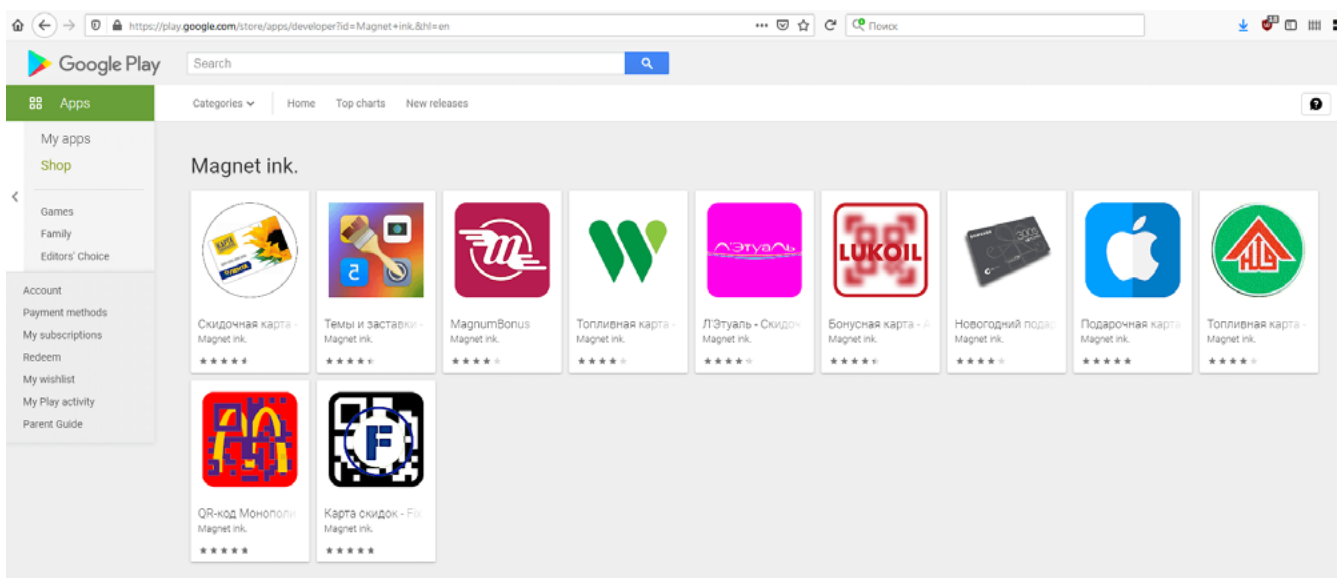 https://play.google.com/store/apps/developer?id=Magnet+ink.&hl=en
Поиск
Google Play
Search
Apps
Categories
Home
Top charts
New releases
My apps
Shop
Games
Family
Editors' Choice
Account
Payment methods
My subscriptions
Redeem
My wishlist
My Play activity
Parent Guide
Magnet ink.
КАРТА
m
Л'Этуаль
LUKOIL
Скидочная карта -
Magnet ink.
Темы и заставки -
Magnet ink.
MagnumBonus
Magnet ink.
Топливная карта -
Magnet ink.
Л'Этуаль - Скидоч
Magnet ink.
Бонусная карта - А
Magnet ink.
Новогодний подар
Magnet ink.
Подарочная карта
Magnet ink.
Топливная карта -
Magnet ink.
F
QR-код Монополи
Magnet ink.
Карта скидок - Fix
Magnet ink.